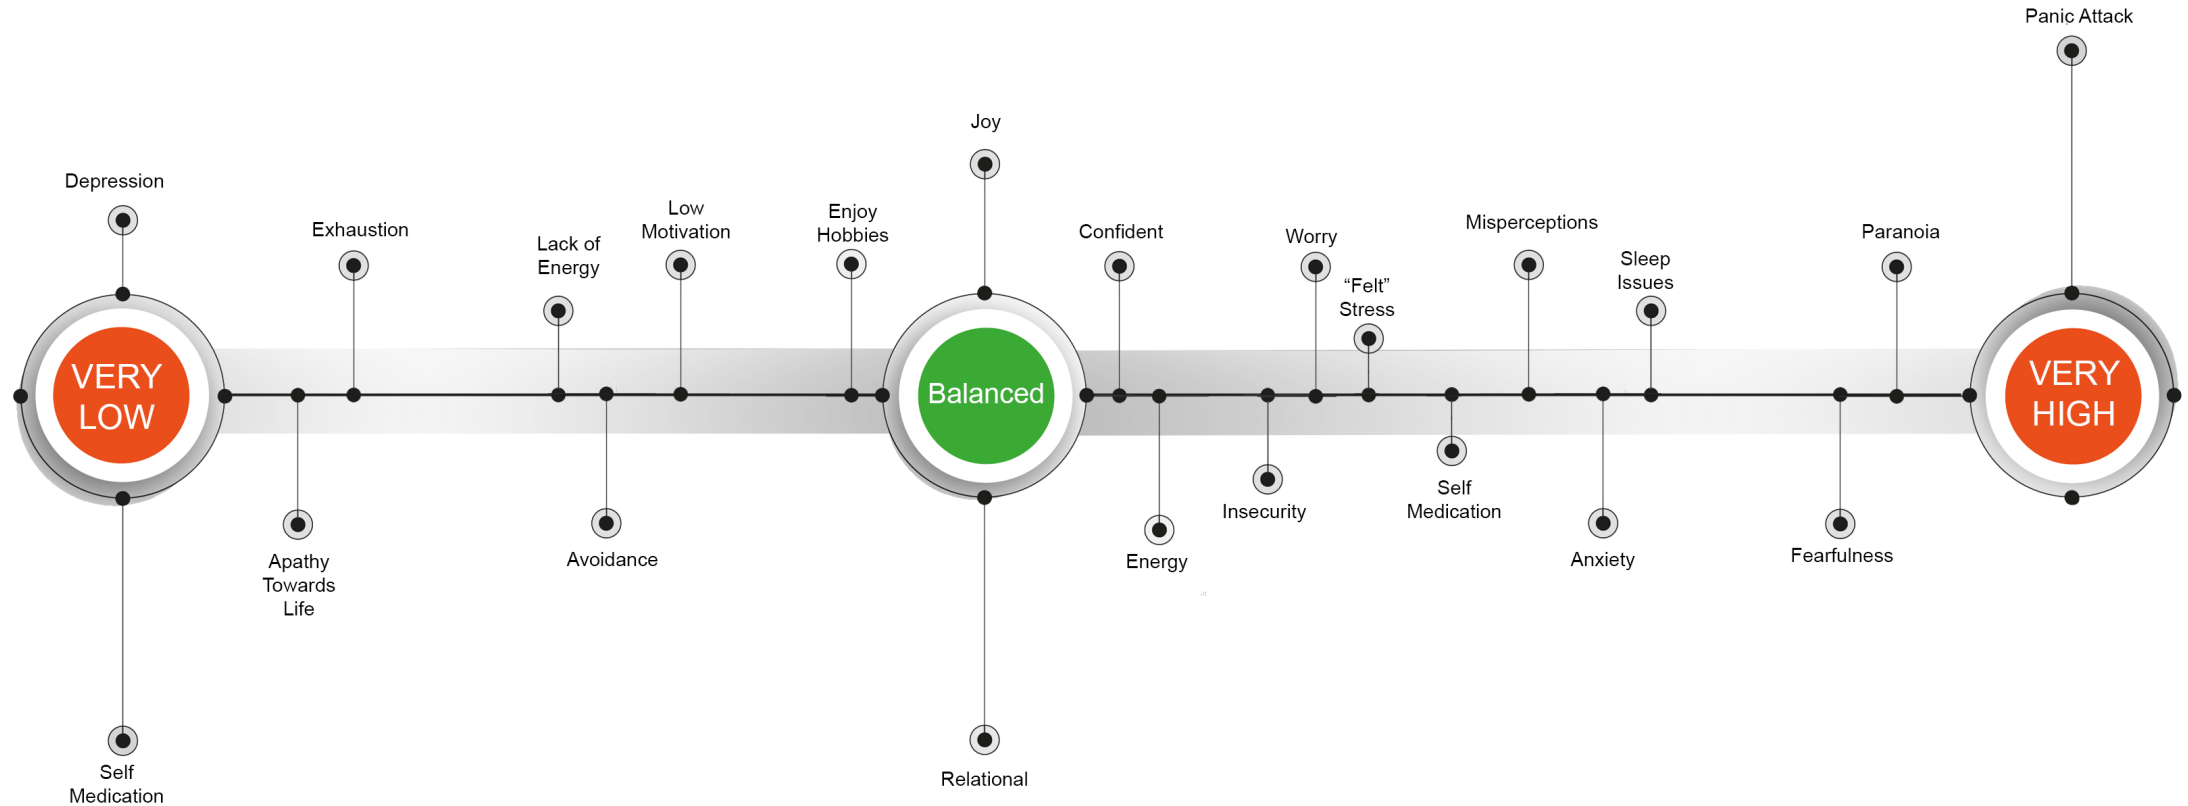 Panic Attack
Joy
Depression
Exhaustion
Lack of
Energy
Low
Motivation
Enjoy
Hobbies
Confident
Worry
“Felt”
Stress
Misperceptions
Sleep
Issues
Paranoia
VERY
LOW
Balanced
VERY
HIGH
Apathy
Towards
Life
Avoidance
Energy
Insecurity
Self
Medication
Anxiety
Fearfulness
Self
Medication
Relational